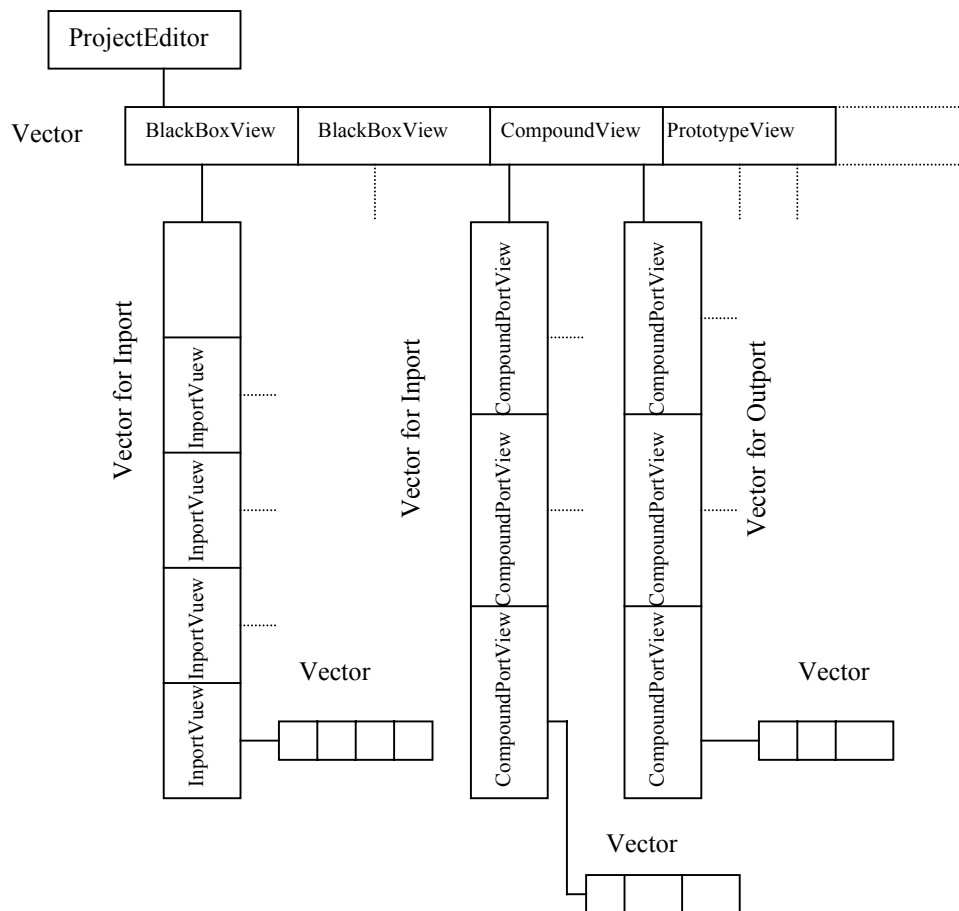 ProjectEditor
Vector
BlackBoxView
BlackBoxView
CompoundView
PrototypeView
Vector for Inport
InportVuew
InportVuew
InportVuew
InportVuew
Vector
Vector for Inport
CompoundPortView
CompoundPortView
CompoundPortView
Vector
CompoundPortView
CompoundPortView
CompoundPortView
Vector for Outport
Vector